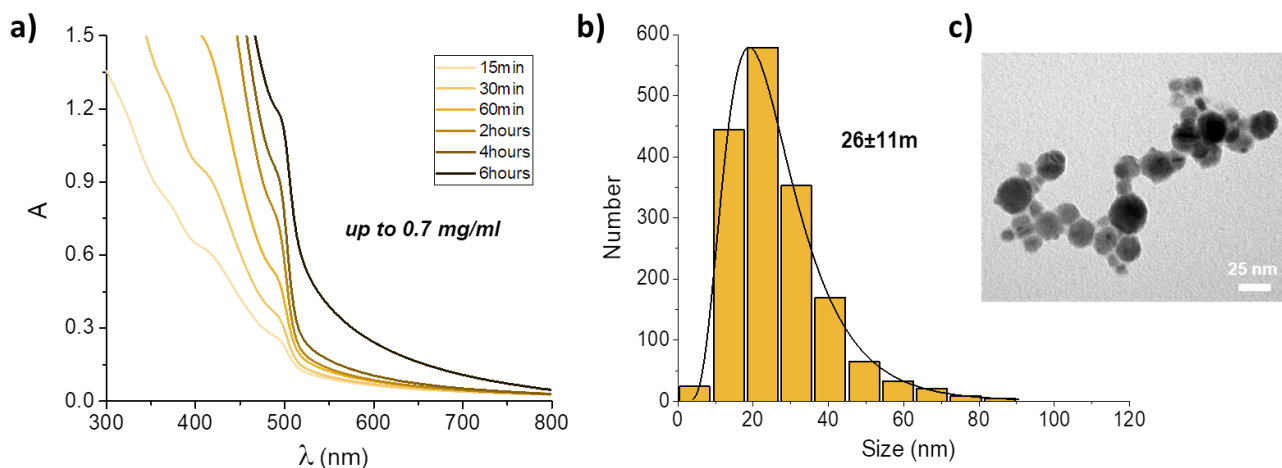 a)
A
1.5
1.2
0.9
0.6
0.3
0.0
15min
30min
60min
2hours
4hours
6hours
up to 0.7 mg/ml
300 400 500 600 700 800
λ (nm)
b)
Number
600
500
400
300
200
100
0
26±11m
0 20 40 60 80 100 120
Size (nm)
c)
25 nm